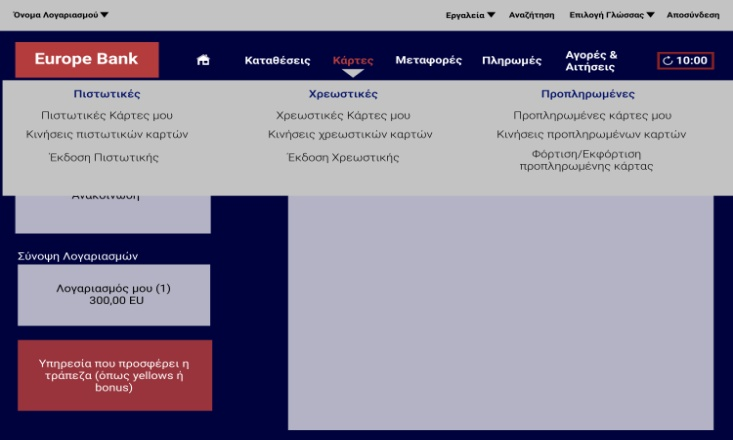 Όνομα Λογαριασμού
Εργαλεία
Αναζήτηση
Επιλογή Γλώσσας
Αποσύνδεση
Europe Bank
Καταθέσεις
Κάρτες
Μεταφορές
Πληρωμές
Αγορές &
Αιτήσεις
10:00
Πιστωτικές
Πιστωτικές Κάρτες μου
Κινήσεις πιστωτικών καρτών
Έκδοση Πιστωτικής
Χρεωστικές
Χρεωστικές Κάρτες μου
Κινήσεις χρεωστικών καρτών
Έκδοση Χρεωστικής
Προπληρωμένες
Προπληρωμένες κάρτες μου
Κινήσεις προπληρωμένων καρτών
Φόρτιση/Εκφόρτιση
προπληρωμένης κάρτας
Ανακοίνωση
Σύνοψη Λογαριασμών
Λογαριασμός μου (1)
300,00 EU
Υπηρεσία που προσφέρει η
τράπεζα (όπως yellows ή
bonus)